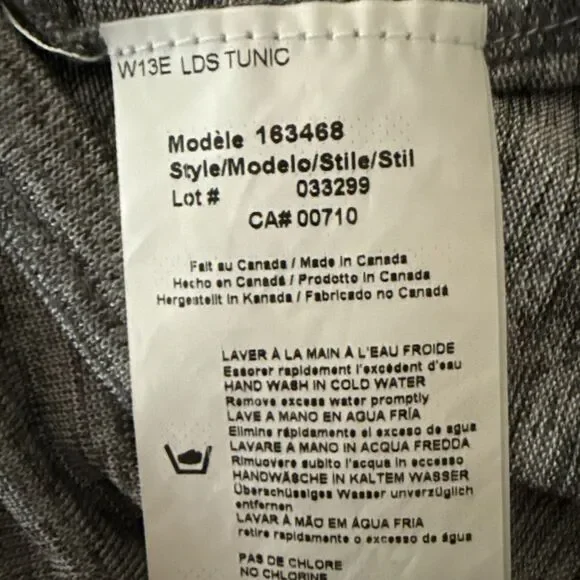 W13E LDS TUNIC
Modèle 163468
Style/Modelo/Stile/Stil
Lot # 033299
CA# 00710
Fait au Canada / Made in Canada
Hecho en Canadá / Prodotto in Canada
Hergestellt in Kanada / Fabricado no Canadá
LAVER À LA MAIN À L'EAU FROIDE
Essorer rapidement l'excédent d'eau
HAND WASH IN COLD WATER
Remove excess water promptly
LAVE A MANO EN AGUA FRÍA
Elimine rápidamente el exceso de agua
LAVARE A MANO IN ACQUA FREDDA
Rimuovere subito l'acqua in eccesso
HANDWÄSCHE IN KALTEM WASSER
Überschüssiges Wasser unverzüglich
entfernen
LAVAR À MÃO EM ÁGUA FRIA
retire rapidamente o excesso de água
PAS DE CHLORE
NO CHLORINE